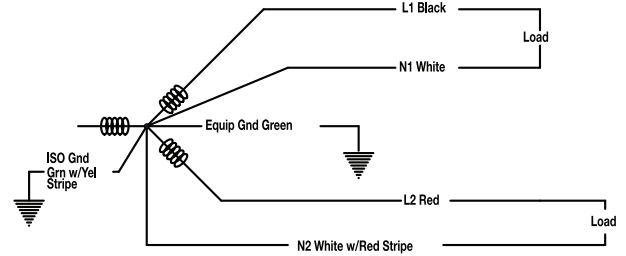 L1 Black
Load
N1 White
Equip Gnd Green
ISO Gnd
Grn w/Yel
Stripe
L2 Red
Load
N2 White w/Red Stripe